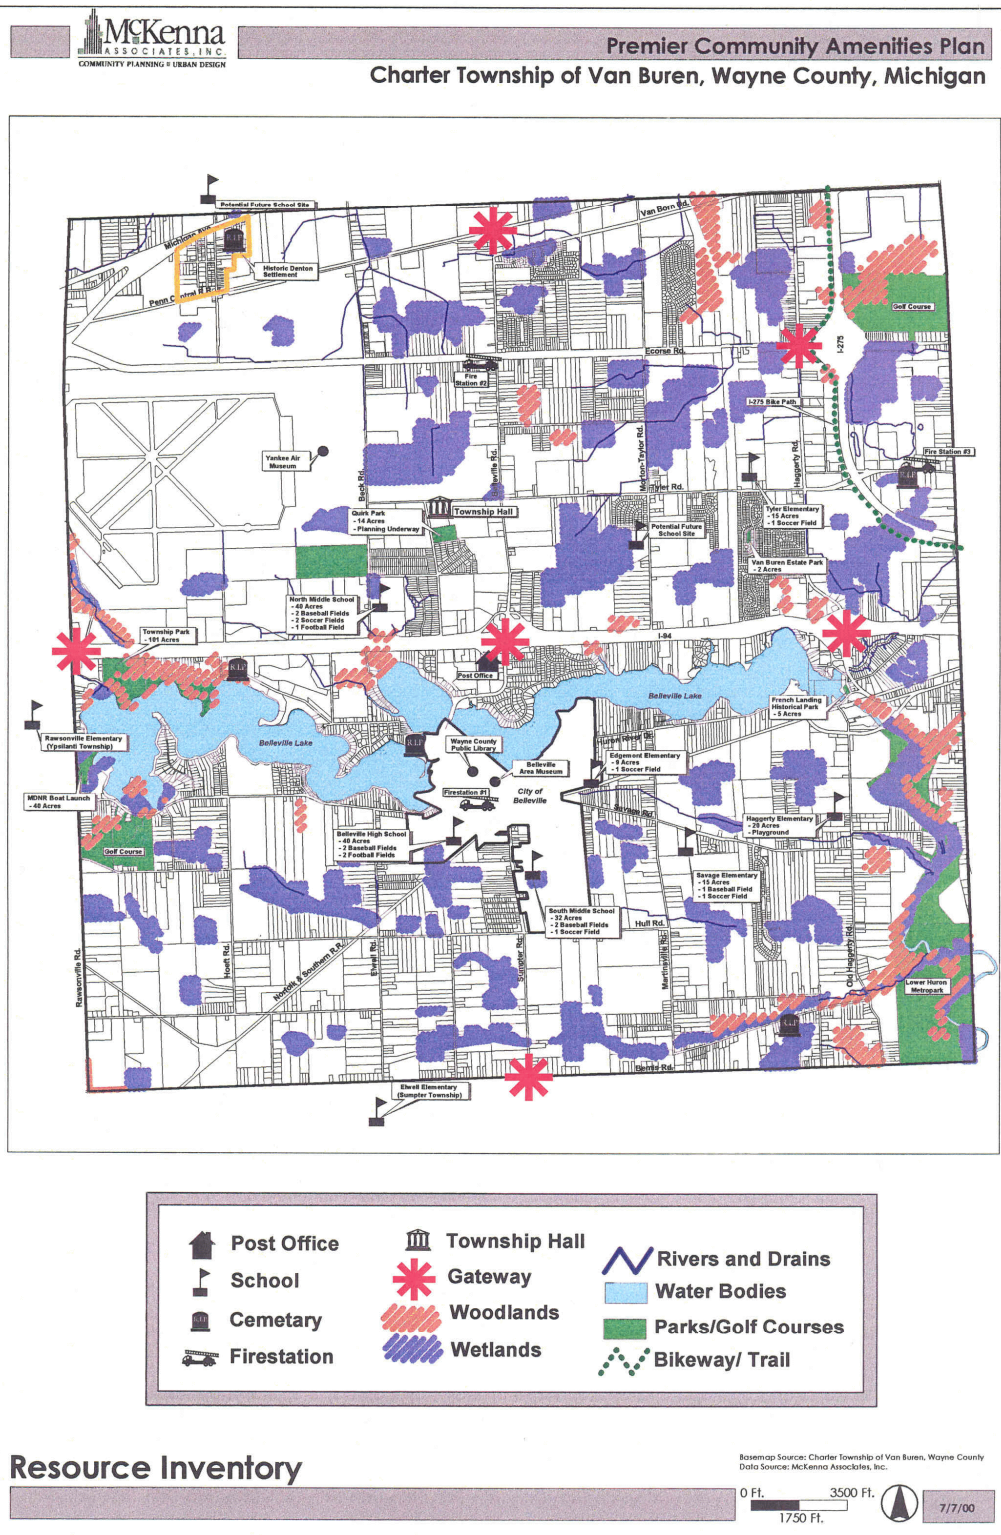 McKenna
ASSOCIATES, INC.
COMMUNITY PLANNING URBAN DESIGN
Premier Community Amenities Plan
Charter Township of Van Buren, Wayne County, Michigan
Potential Future School Site
Michigan Ave.
R.I.P
Historic Denton
Settlement
Penn Central R.R.
Van Born Rd.
Golf Course
I-275
Ecorse Rd.
Fire
Station #2
I-275 Bike Path
Yankee Air
Museum
Beck Rd.
Belleville Rd.
Morton-Taylor Rd.
Haggerty Rd.
Fire Station #3
Tyler Rd.
Quirk Park
- 14 Acres
- Planning Underway
Township Hall
Potential Future
School Site
Tyler Elementary
- 15 Acres
- 1 Soccer Field
Van Buren Estate Park
- 2 Acres
North Middle School
- 40 Acres
- 2 Baseball Fields
- 2 Soccer Fields
- 1 Football Field
Township Park
- 101 Acres
I-94
R.I.P
Post Office
Belleville Lake
French Landing
Historical Park
- 5 Acres
Rawsonville Elementary
(Ypsilanti Township)
Belleville Lake
R.I.P
Wayne County
Public Library
Huron River Dr.
Belleville
Area Museum
Edgemont Elementary
- 9 Acres
- 1 Soccer Field
MDNR Boat Launch
- 40 Acres
Firestation #1
City of
Belleville
Savage Rd.
Haggerty Elementary
- 20 Acres
- Playground
Golf Course
Belleville High School
- 40 Acres
- 2 Baseball Fields
- 2 Football Fields
Savage Elementary
- 15 Acres
- 1 Baseball Field
- 1 Soccer Field
South Middle School
- 32 Acres
- 2 Baseball Fields
- 1 Soccer Field
Hull Rd.
Rawsonville Rd.
Hoeft Rd.
Norfolk & Southern R.R.
Elwell Rd.
Sumpter Rd.
Martinsville Rd.
Old Haggerty Rd.
Lower Huron
Metropark
R.I.P
Bemis Rd.
Elwell Elementary
(Sumpter Township)
Post Office
School
R.I.P
Cemetary
Firestation
Township Hall
Gateway
Woodlands
Wetlands
Rivers and Drains
Water Bodies
Parks/Golf Courses
Bikeway/ Trail
Resource Inventory
Basemap Source: Charter Township of Van Buren, Wayne County
Data Source: McKenna Associates, Inc.
0 Ft. 3500 Ft.
1750 Ft.
7/7/00